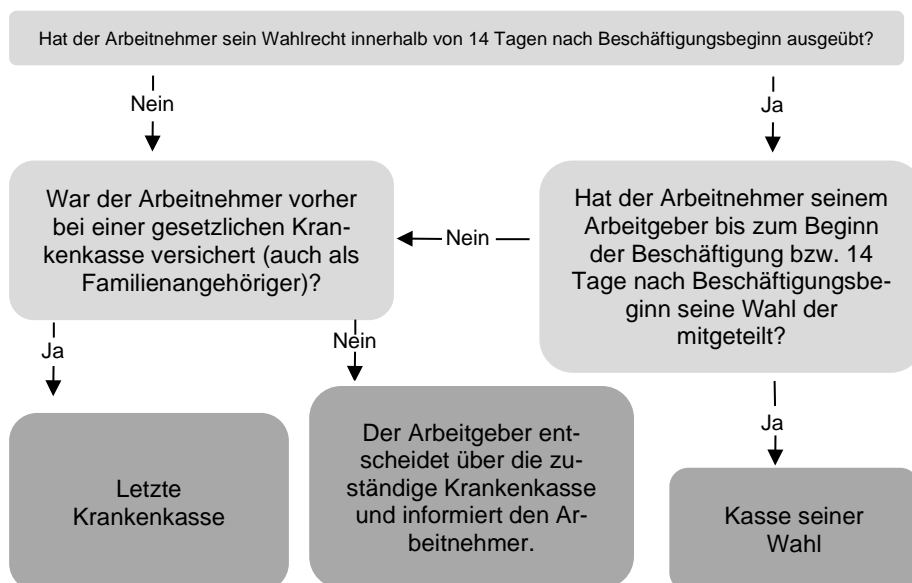 Hat der Arbeitnehmer sein Wahlrecht innerhalb von 14 Tagen nach Beschäftigungsbeginn ausgeübt?
Nein
Ja
War der Arbeitnehmer vorher
bei einer gesetzlichen Kran-
kenkasse versichert (auch als
Familienangehöriger)?
Nein
Hat der Arbeitnehmer seinem
Arbeitgeber bis zum Beginn
der Beschäftigung bzw. 14
Tage nach Beschäftigungsbe-
ginn seine Wahl der
mitgeteilt?
Ja
Nein
Ja
Letzte
Krankenkasse
Der Arbeitgeber ent-
scheidet über die zu-
ständige Krankenkasse
und informiert den Ar-
beitnehmer.
Kasse seiner
Wahl